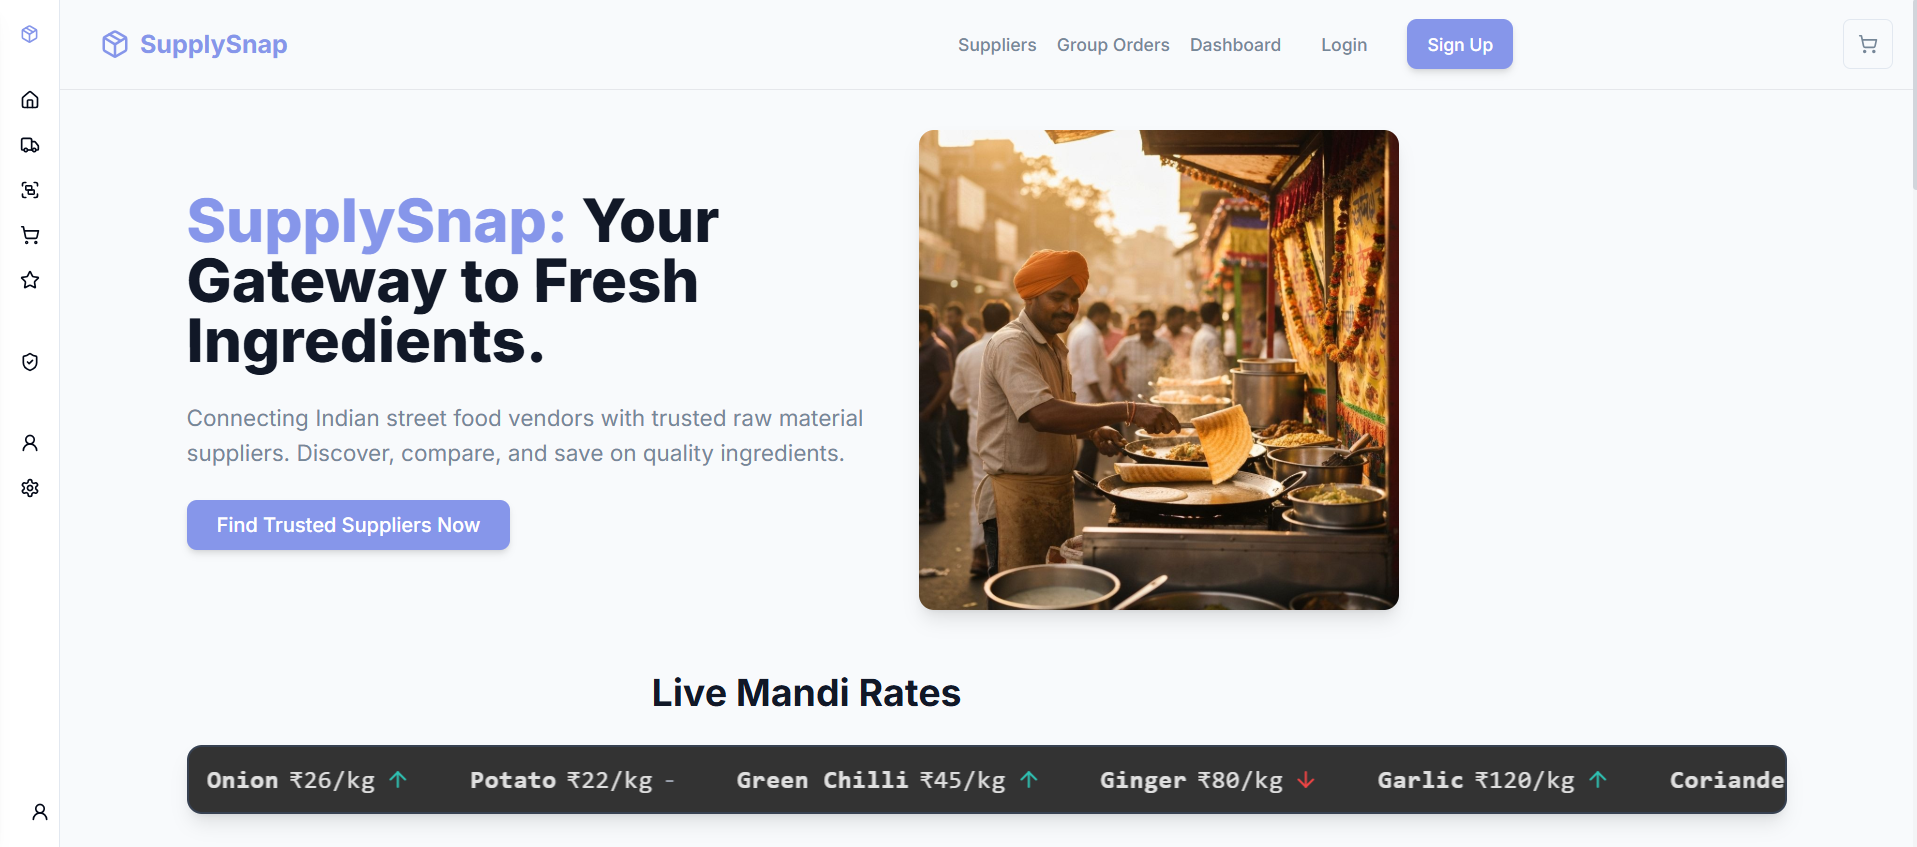 SupplySnap
Suppliers
Group Orders
Dashboard
Login
Sign Up
SupplySnap: Your
Gateway to Fresh
Ingredients.
Connecting Indian street food vendors with trusted raw material
suppliers. Discover, compare, and save on quality ingredients.
Find Trusted Suppliers Now
Live Mandi Rates
Onion ₹26/kg ↑ Potato ₹22/kg - Green Chilli ₹45/kg ↑ Ginger ₹80/kg ↓ Garlic ₹120/kg ↑ Coriande